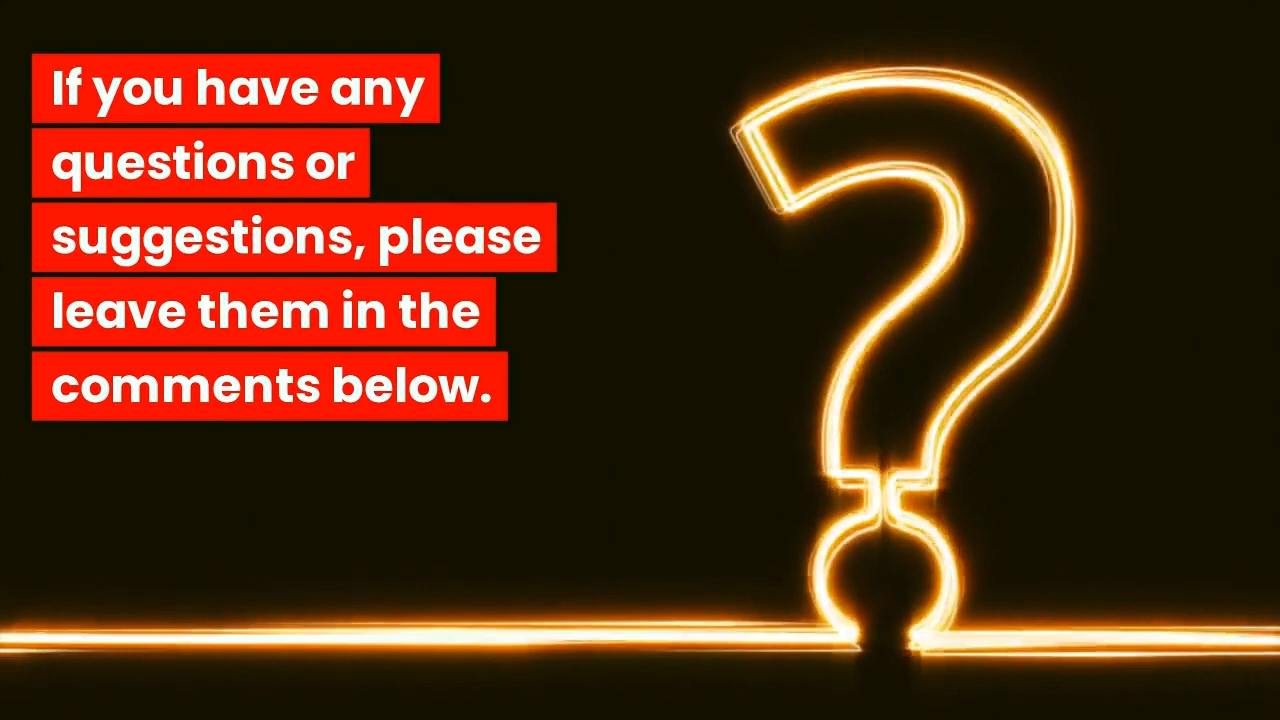 If you have any
questions or
suggestions, please
leave them in the
comments below.